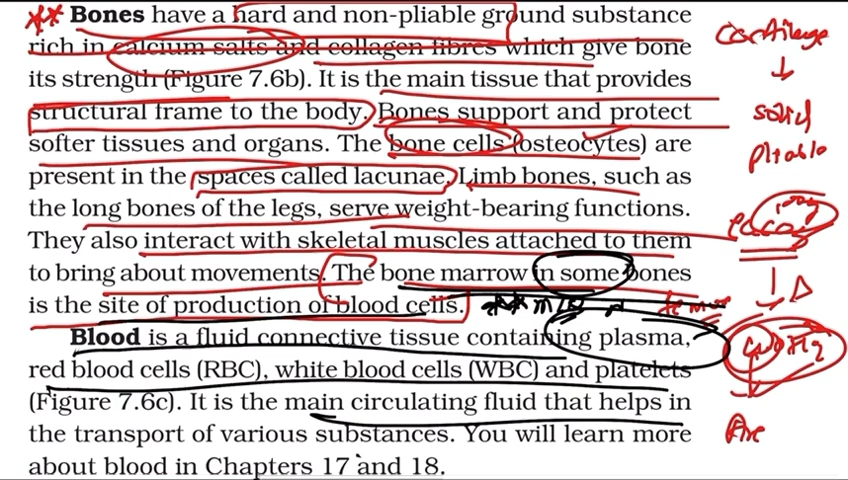 ** Bones have a hard and non-pliable ground substance
rich in calcium salts and collagen fibres which give bone
its strength (Figure 7.6b). It is the main tissue that provides
structural frame to the body. Bones support and protect
softer tissues and organs. The bone cells (osteocytes) are
present in the spaces called lacunae. Limb bones, such as
the long bones of the legs, serve weight-bearing functions.
They also interact with skeletal muscles attached to them
to bring about movements. The bone marrow in some bones
is the site of production of blood cells.
Blood is a fluid connective tissue containing plasma,
red blood cells (RBC), white blood cells (WBC) and platelets
(Figure 7.6c). It is the main circulating fluid that helps in
the transport of various substances. You will learn more
about blood in Chapters 17 and 18.
Cartilage
↓
solid
pliable